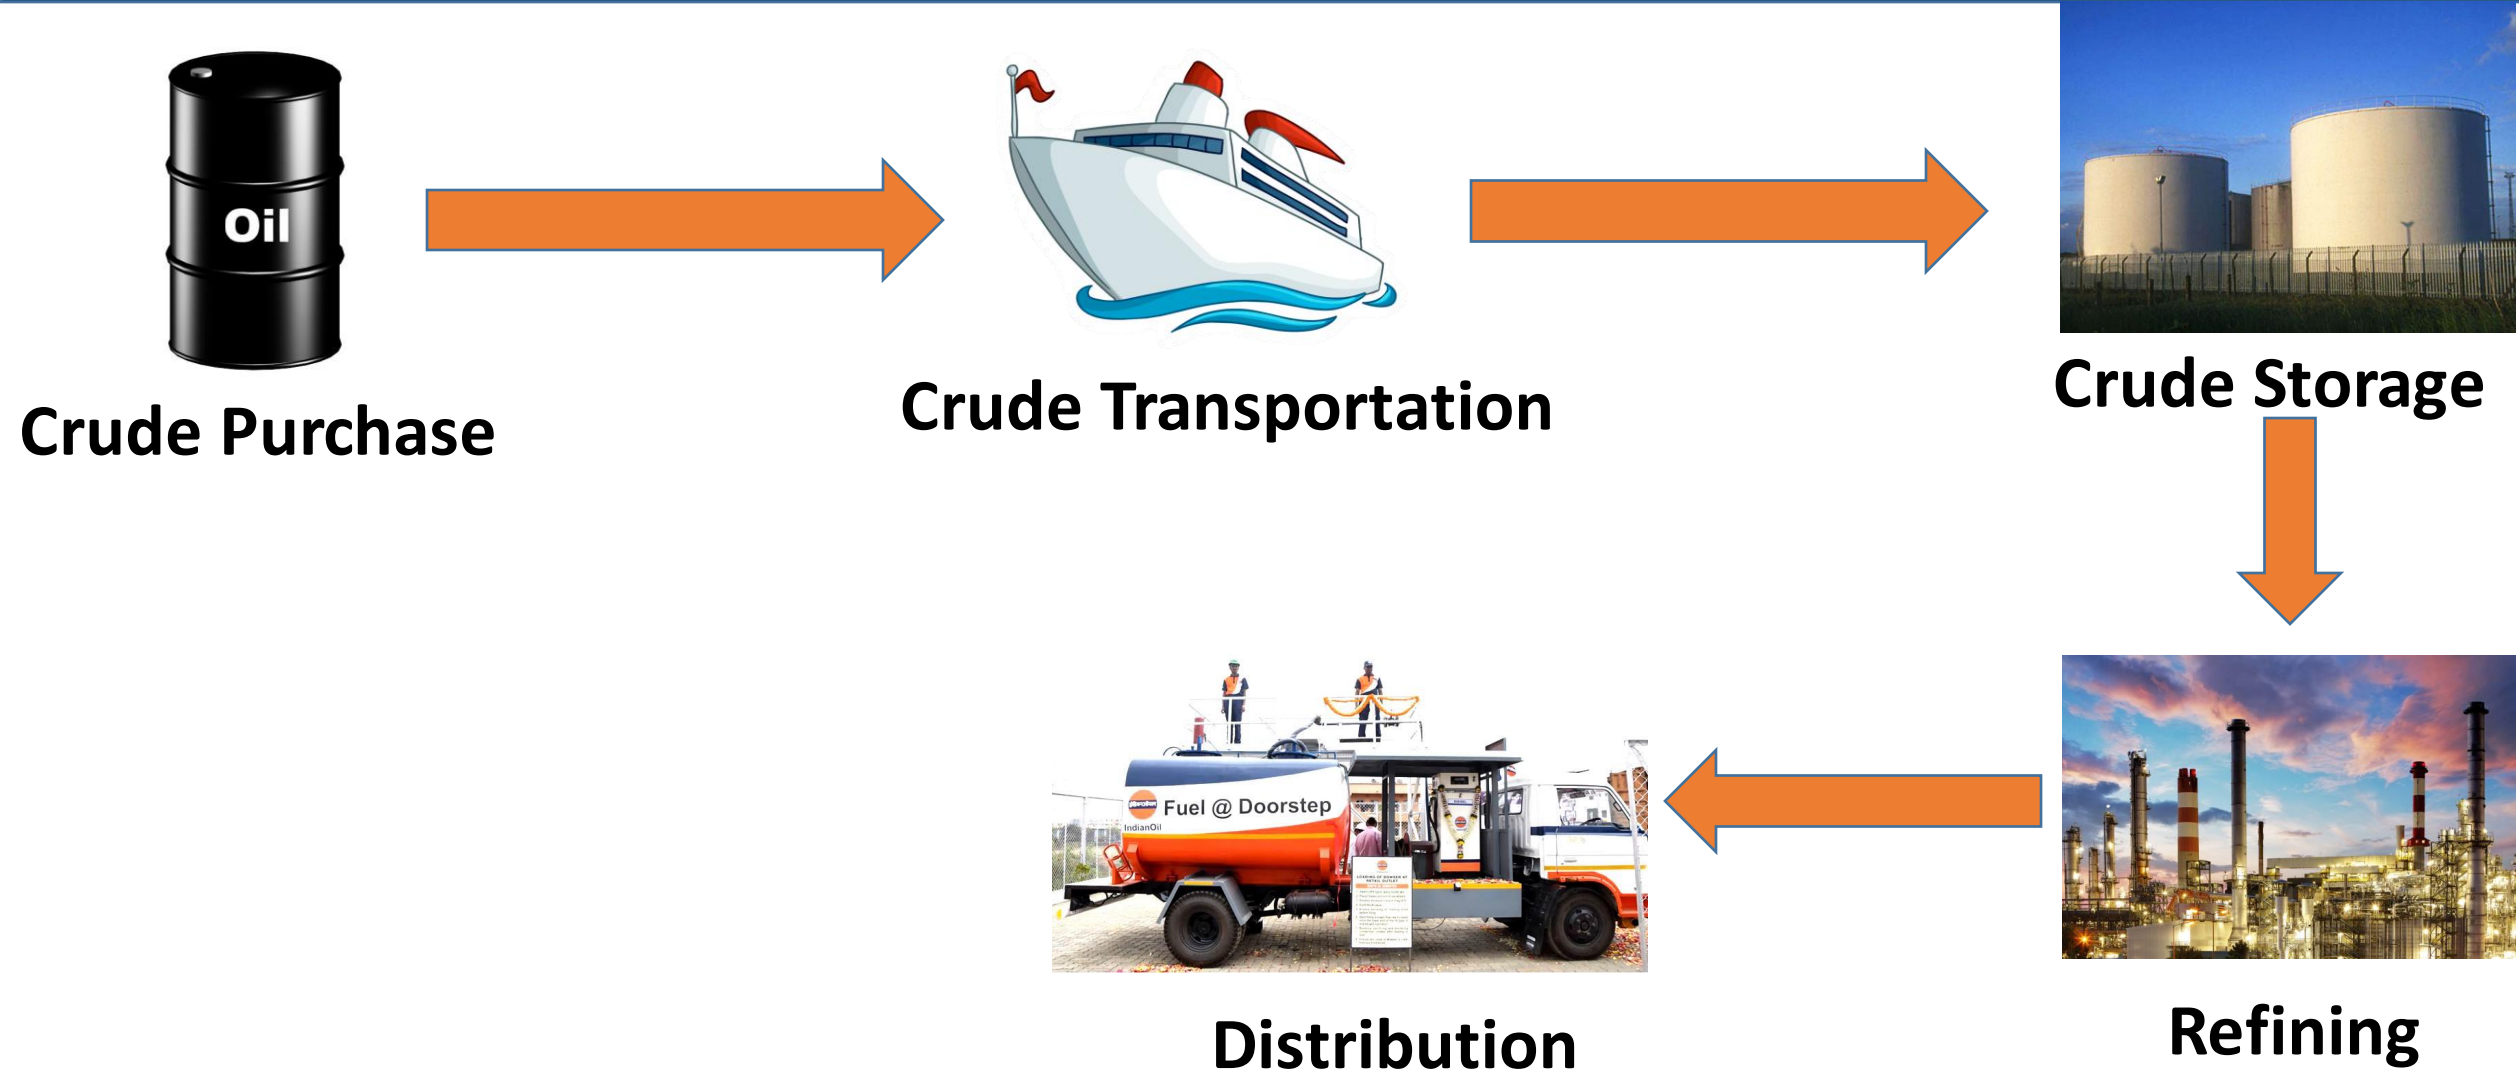 Oil
Crude Purchase
Crude Transportation
Crude Storage
Fuel @ Doorstep
IndianOil
Distribution
Refining